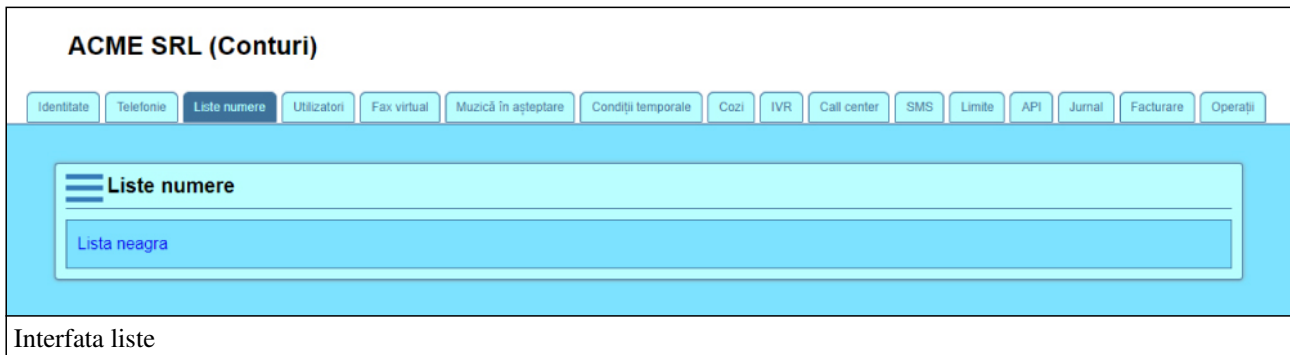 ACME SRL (Conturi)
Identitate Telefonie Liste numere Utilizatori Fax virtual Muzică în așteptare Condiții temporale Cozi IVR Call center SMS Limite API Jurnal Facturare Operații
Liste numere
Lista neagra
Interfata liste